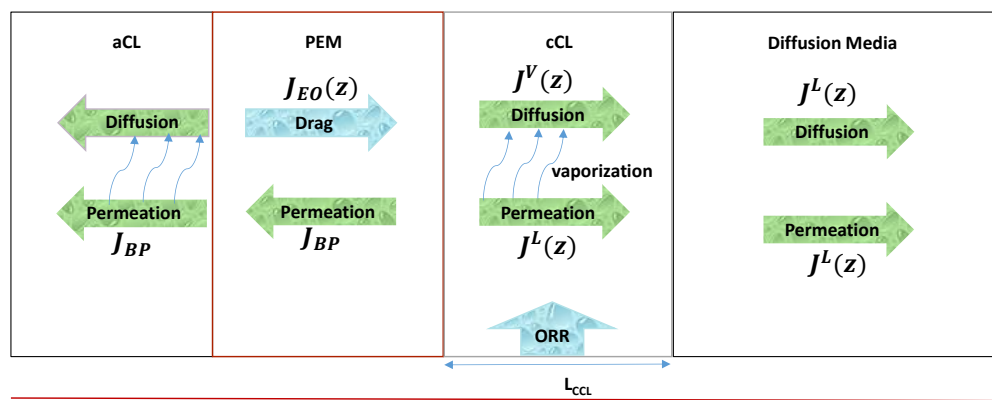 aCL
PEM
cCL
Diffusion Media
J_EO(z)
J^V(z)
J^L(z)
Diffusion
Drag
Diffusion
Diffusion
vaporization
Permeation
Permeation
Permeation
Permeation
J_BP
J_BP
J^L(z)
J^L(z)
ORR
L_CCL